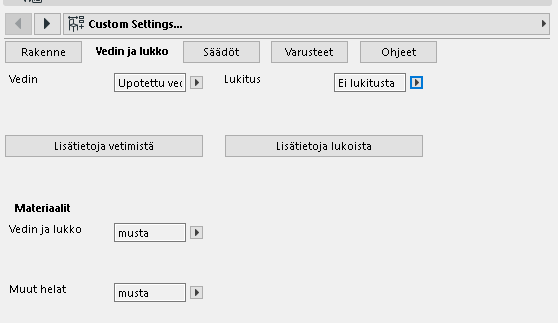 Custom Settings...
Rakenne Vedin ja lukko Säädöt Varusteet Ohjeet
Vedin Upotettu vec Lukitus Ei lukitusta
Lisätietoja vetimistä Lisätietoja lukoista
Materiaalit
Vedin ja lukko musta
Muut helat musta